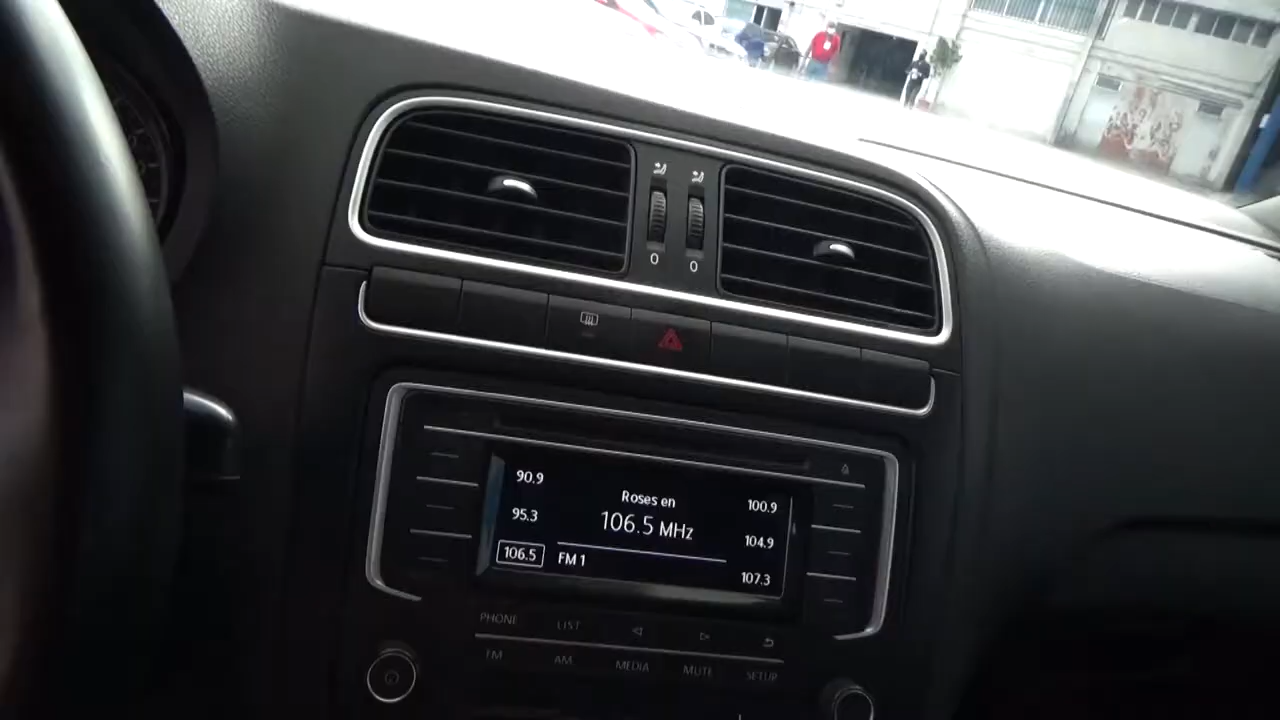 0 0
90.9
Roses en
100.9
95.3
106.5 MHz
104.9
106.5
FM 1
107.3
PHONE LIST
FM AM MEDIA MUTE SETUP